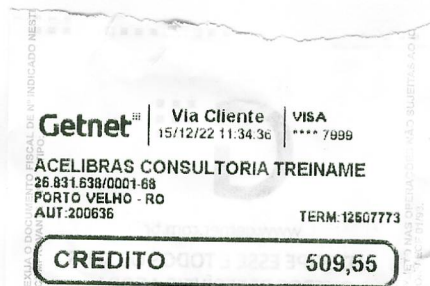 Getnet Via Cliente VISA
15/12/22 11:34:36 **** 7999
ACELIBRAS CONSULTORIA TREINAME
26.831.638/0001-68
PORTO VELHO - RO
AUT:200636 TERM:12507773
CREDITO 509,55